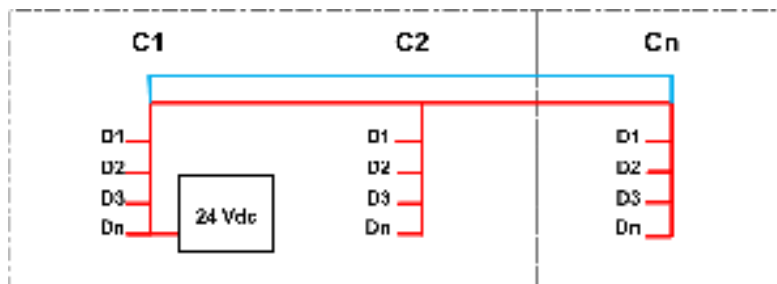 C1 C2 Cn
D1 D1 D1
D2 D2 D2
D3 D3 D3
24 Vdc
Dn Dn Dn